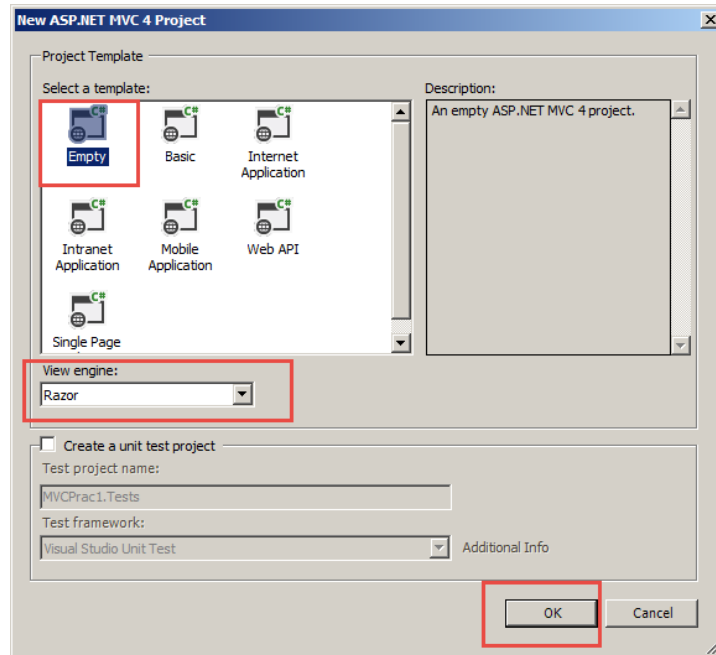 New ASP.NET MVC 4 Project
Project Template
Select a template:
Description:
C#
C#
C#
An empty ASP.NET MVC 4 project.
Empty
Basic
Internet
Application
C#
C#
C#
Intranet
Application
Mobile
Application
Web API
C#
Single Page
View engine:
Razor
Create a unit test project
Test project name:
MVCPrac1.Tests
Test framework:
Visual Studio Unit Test
Additional Info
OK
Cancel